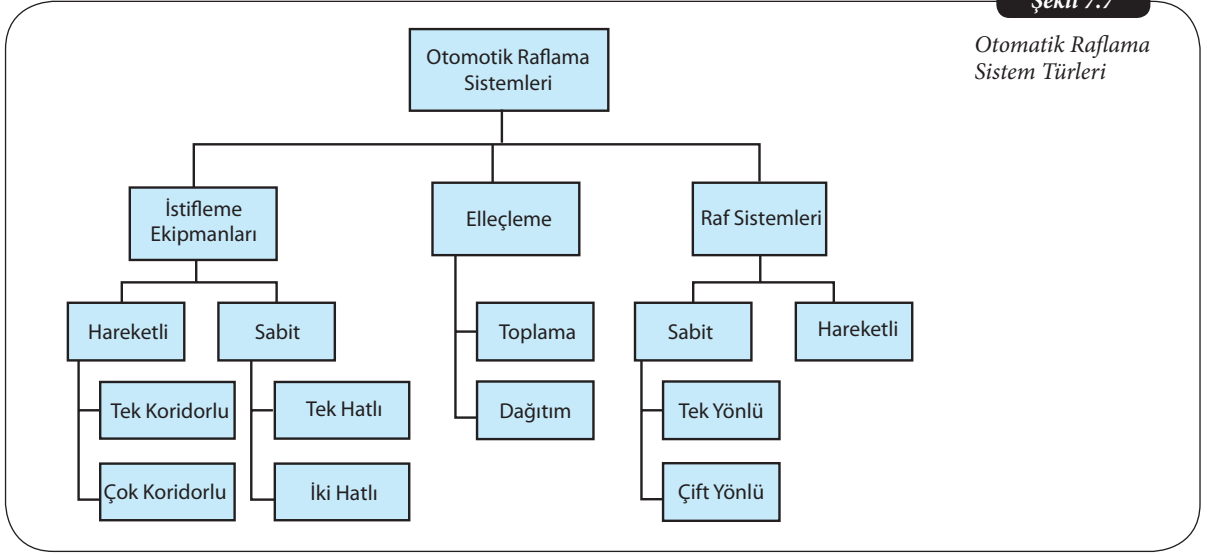 Şekil 7.7
Otomatik Raflama
Sistem Türleri
Otomotik Raflama
Sistemleri
İstifleme
Ekipmanları
Elleçleme
Raf Sistemleri
Hareketli
Sabit
Toplama
Sabit
Hareketli
Tek Koridorlu
Tek Hatlı
Dağıtım
Tek Yönlü
Çok Koridorlu
İki Hatlı
Çift Yönlü